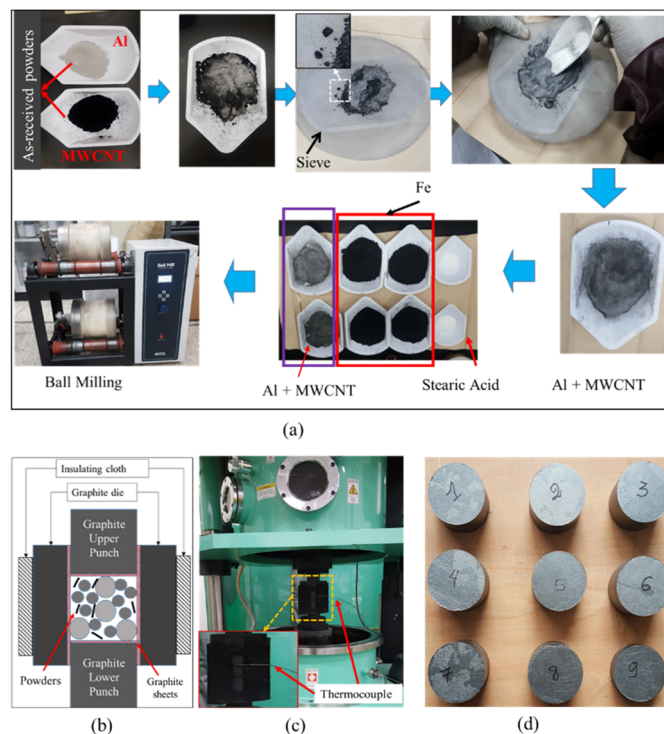 As-received powders
Al
MWCNT
Sieve
Fe
Ball Mill
Ball Milling
Al + MWCNT
Stearic Acid
Al + MWCNT
(a)
Insulating cloth
Graphite die
Graphite
Upper
Punch
Graphite
Lower
Punch
Powders
Graphite
sheets
(b)
Thermocouple
(c)
1
2
3
4
5
6
7
8
9
(d)